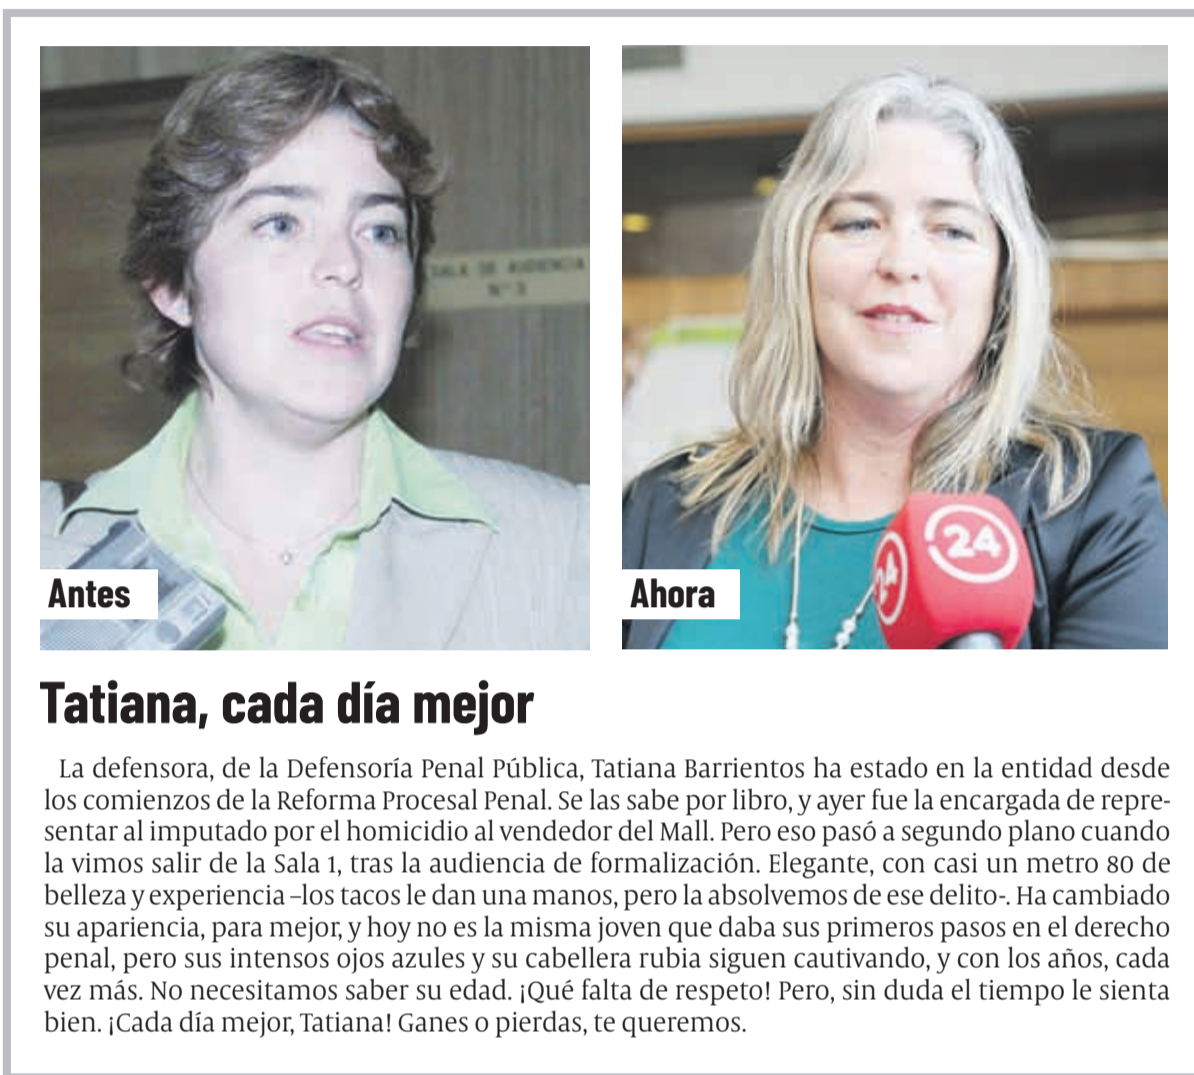 SALA DE AUDIENCIA
N° 3
24
24
Antes
Ahora
Tatiana, cada día mejor
La defensora, de la Defensoría Penal Pública, Tatiana Barrientos ha estado en la entidad desde
los comienzos de la Reforma Procesal Penal. Se las sabe por libro, y ayer fue la encargada de repre-
sentar al imputado por el homicidio al vendedor del Mall. Pero eso pasó a segundo plano cuando
la vimos salir de la Sala 1, tras la audiencia de formalización. Elegante, con casi un metro 80 de
belleza y experiencia –los tacos le dan una manos, pero la absolvemos de ese delito-. Ha cambiado
su apariencia, para mejor, y hoy no es la misma joven que daba sus primeros pasos en el derecho
penal, pero sus intensos ojos azules y su cabellera rubia siguen cautivando, y con los años, cada
vez más. No necesitamos saber su edad. ¡Qué falta de respeto! Pero, sin duda el tiempo le sienta
bien. ¡Cada día mejor, Tatiana! Ganes o pierdas, te queremos.